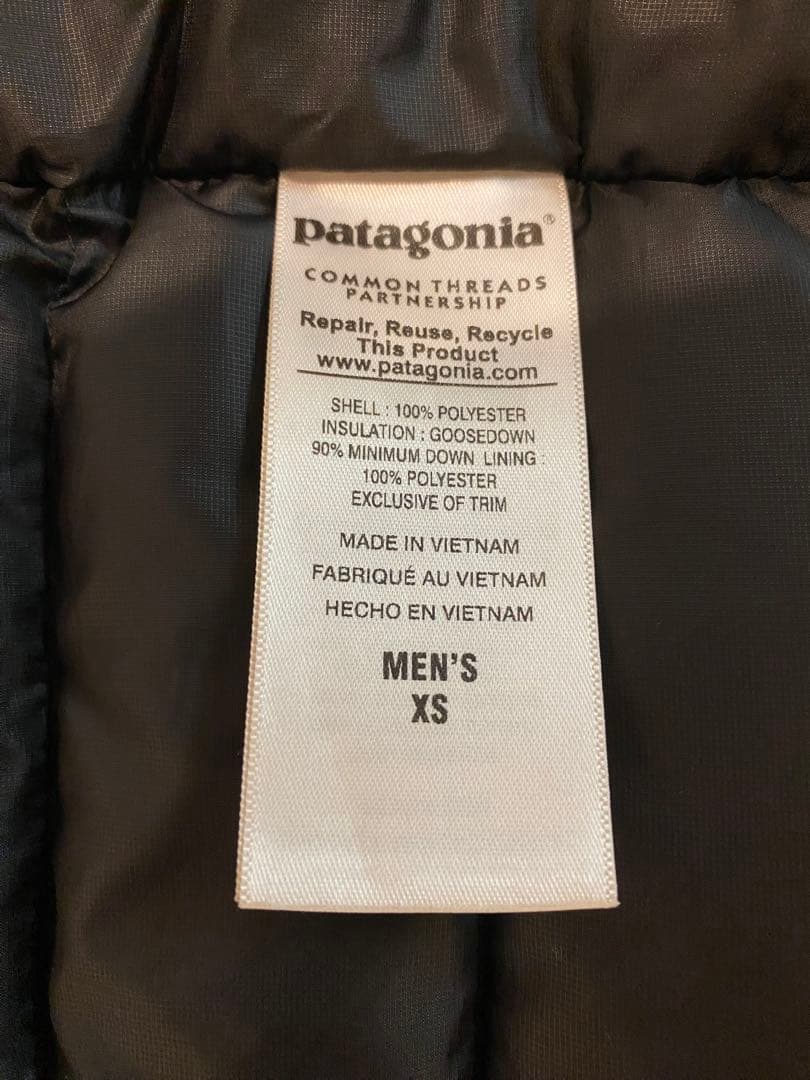 patagonia®
COMMON THREADS
PARTNERSHIP
Repair, Reuse, Recycle
This Product
www.patagonia.com
SHELL : 100% POLYESTER
INSULATION : GOOSEDOWN
90% MINIMUM DOWN LINING :
100% POLYESTER
EXCLUSIVE OF TRIM
MADE IN VIETNAM
FABRIQUÉ AU VIETNAM
HECHO EN VIETNAM
MEN'S
XS